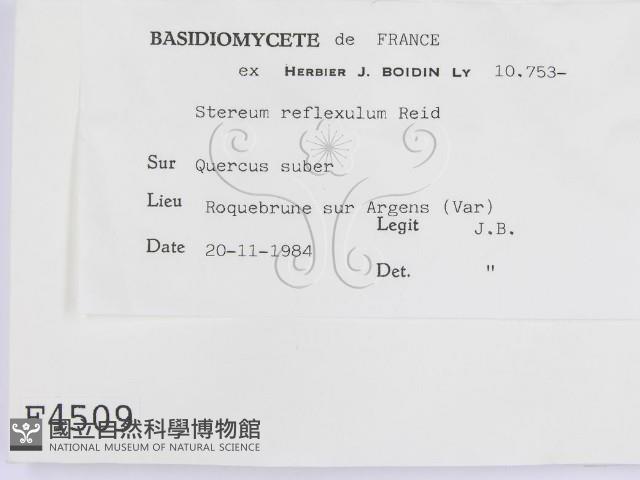 BASIDIOMYCETE de FRANCE
ex HERBIER J. BOIDIN LY 10.753-
Stereum reflexulum Reid
Sur Quercus suber
Lieu Roquebrune sur Argens (Var)
Legit J.B.
Date 20-11-1984
Det. "
F4509
國立自然科學博物館
NATIONAL MUSEUM OF NATURAL SCIENCE